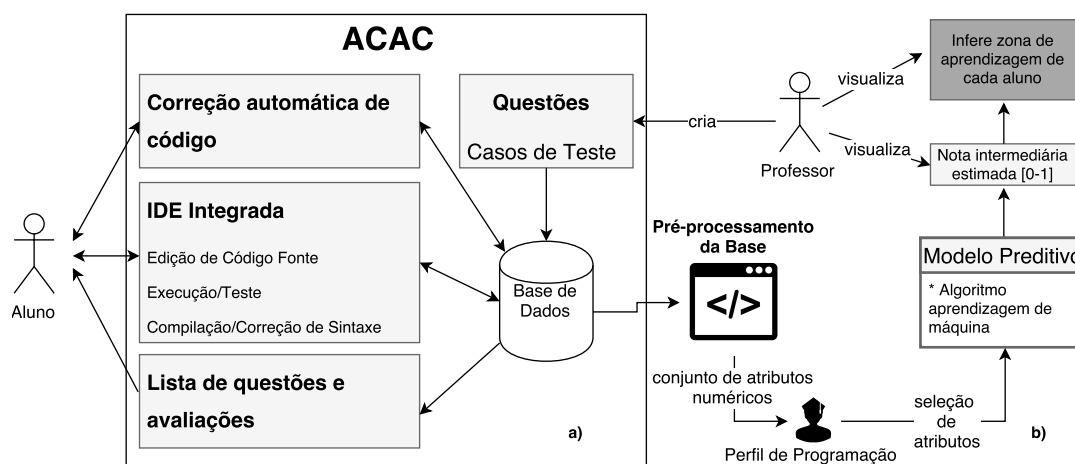 ACAC
Correção automática de
código
Questões
Casos de Teste
IDE Integrada
Edição de Código Fonte
Execução/Teste
Compilação/Correção de Sintaxe
Lista de questões e
avaliações
Base de
Dados
a)
Aluno
cria
Professor
visualiza
visualiza
Infere zona de
aprendizagem de
cada aluno
Nota intermediária
estimada [0-1]
Modelo Preditivo
* Algoritmo
aprendizagem de
máquina
Pré-processamento
da Base
</>
conjunto de atributos
numéricos
Perfil de Programação
seleção
de
atributos
b)